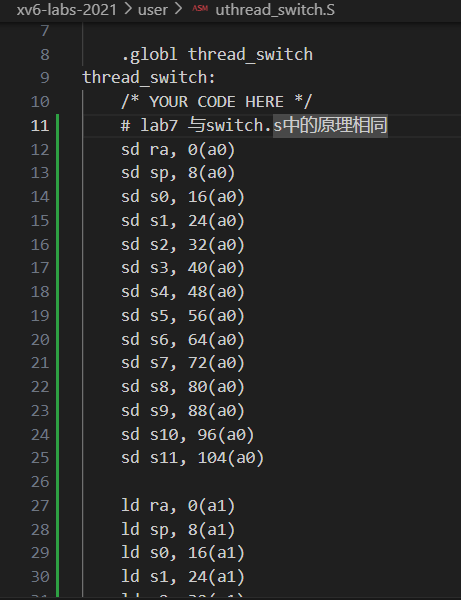 xv6-labs-2021 > user > ASM uthread_switch.S
7
8 .globl thread_switch
9 thread_switch:
10 /* YOUR CODE HERE */
11 # lab7 与switch.s中的原理相同
12 sd ra, 0(a0)
13 sd sp, 8(a0)
14 sd s0, 16(a0)
15 sd s1, 24(a0)
16 sd s2, 32(a0)
17 sd s3, 40(a0)
18 sd s4, 48(a0)
19 sd s5, 56(a0)
20 sd s6, 64(a0)
21 sd s7, 72(a0)
22 sd s8, 80(a0)
23 sd s9, 88(a0)
24 sd s10, 96(a0)
25 sd s11, 104(a0)
26
27 ld ra, 0(a1)
28 ld sp, 8(a1)
29 ld s0, 16(a1)
30 ld s1, 24(a1)